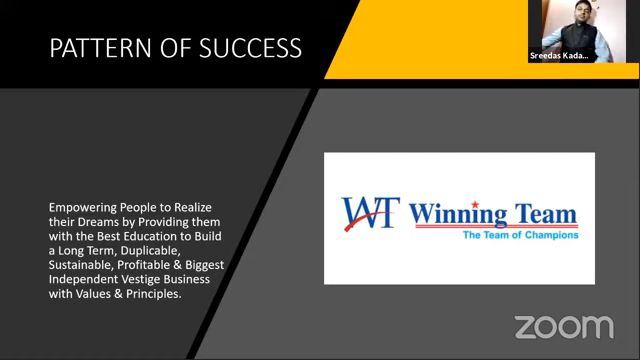 PATTERN OF SUCCESS
Sreedas Kada...
Empowering People to Realize
their Dreams by Providing them
with the Best Education to Build
a Long Term, Duplicable,
Sustainable, Profitable & Biggest
Independent Vestige Business
with Values & Principles.
WT Winning Team
The Team of Champions
zoom